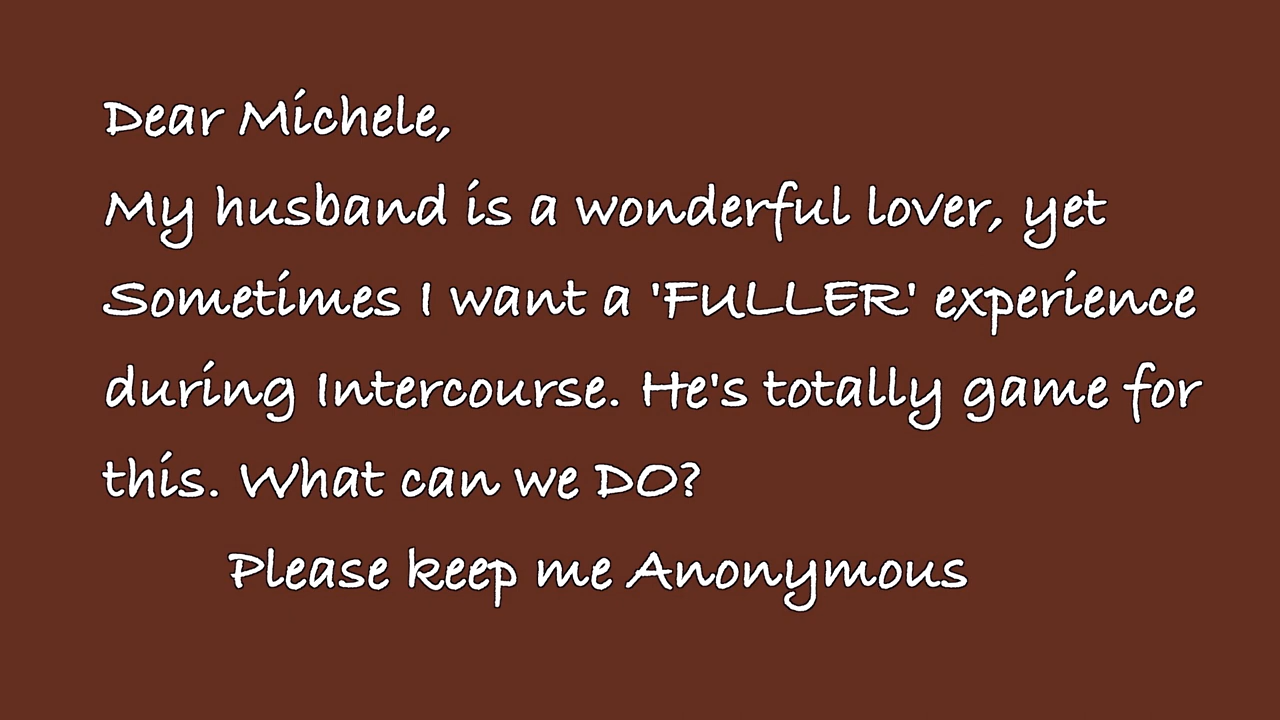 Dear Michele,
My husband is a wonderful lover, yet
Sometimes I want a 'FULLER' experience
during Intercourse. He's totally game for
this. What can we DO?
Please keep me Anonymous